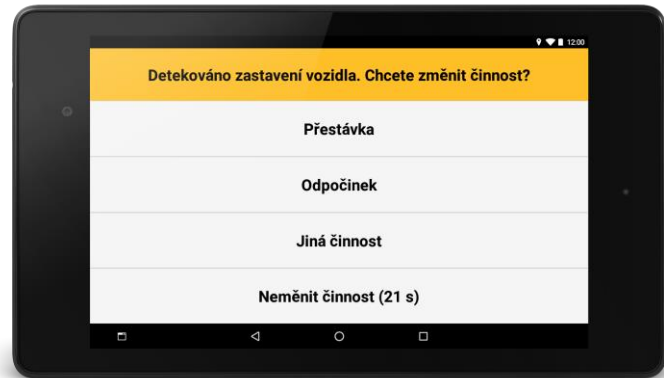 12:00
Detekováno zastavení vozidla. Chcete změnit činnost?
Přestávka
Odpočinek
Jiná činnost
Neměnit činnost (21 s)